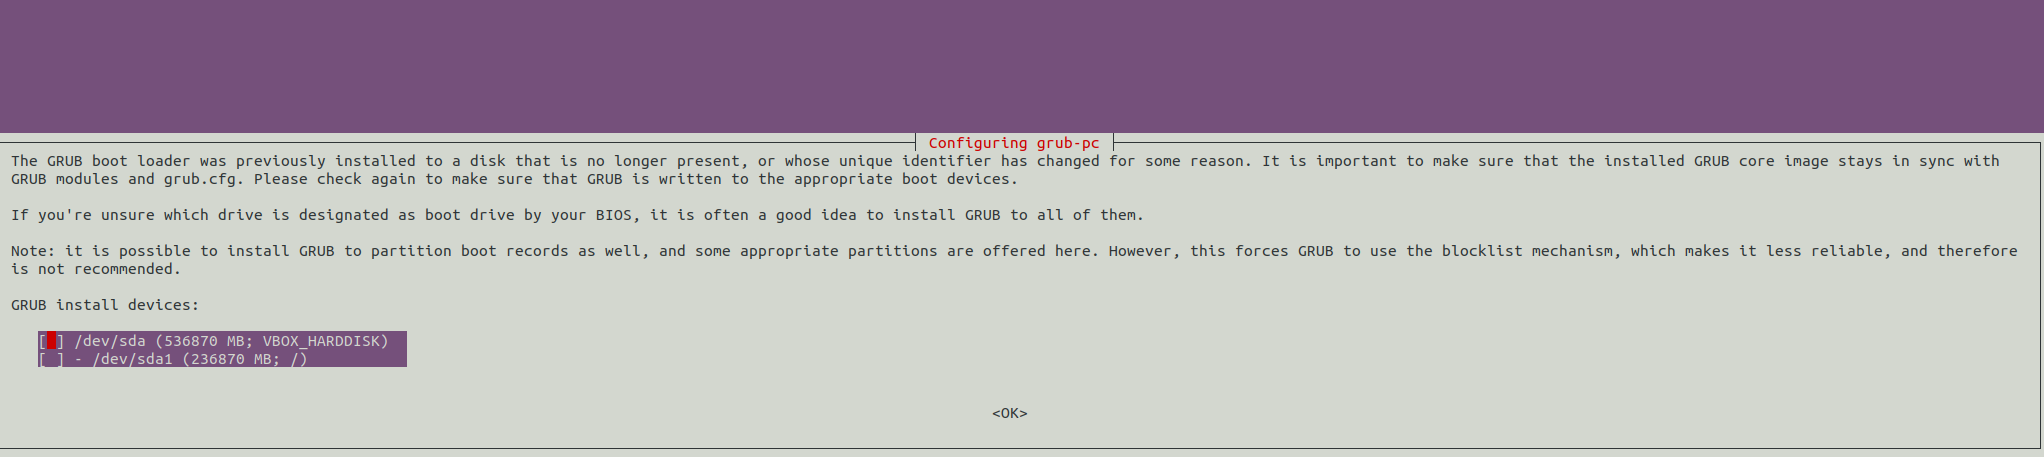 Configuring grub-pc
The GRUB boot loader was previously installed to a disk that is no longer present, or whose unique identifier has changed for some reason. It is important to make sure that the installed GRUB core image stays in sync with
GRUB modules and grub.cfg. Please check again to make sure that GRUB is written to the appropriate boot devices.
If you're unsure which drive is designated as boot drive by your BIOS, it is often a good idea to install GRUB to all of them.
Note: it is possible to install GRUB to partition boot records as well, and some appropriate partitions are offered here. However, this forces GRUB to use the blocklist mechanism, which makes it less reliable, and therefore
is not recommended.
GRUB install devices:
[ ] /dev/sda (536870 MB; VBOX_HARDDISK)
[ ] - /dev/sda1 (236870 MB; /)
<OK>